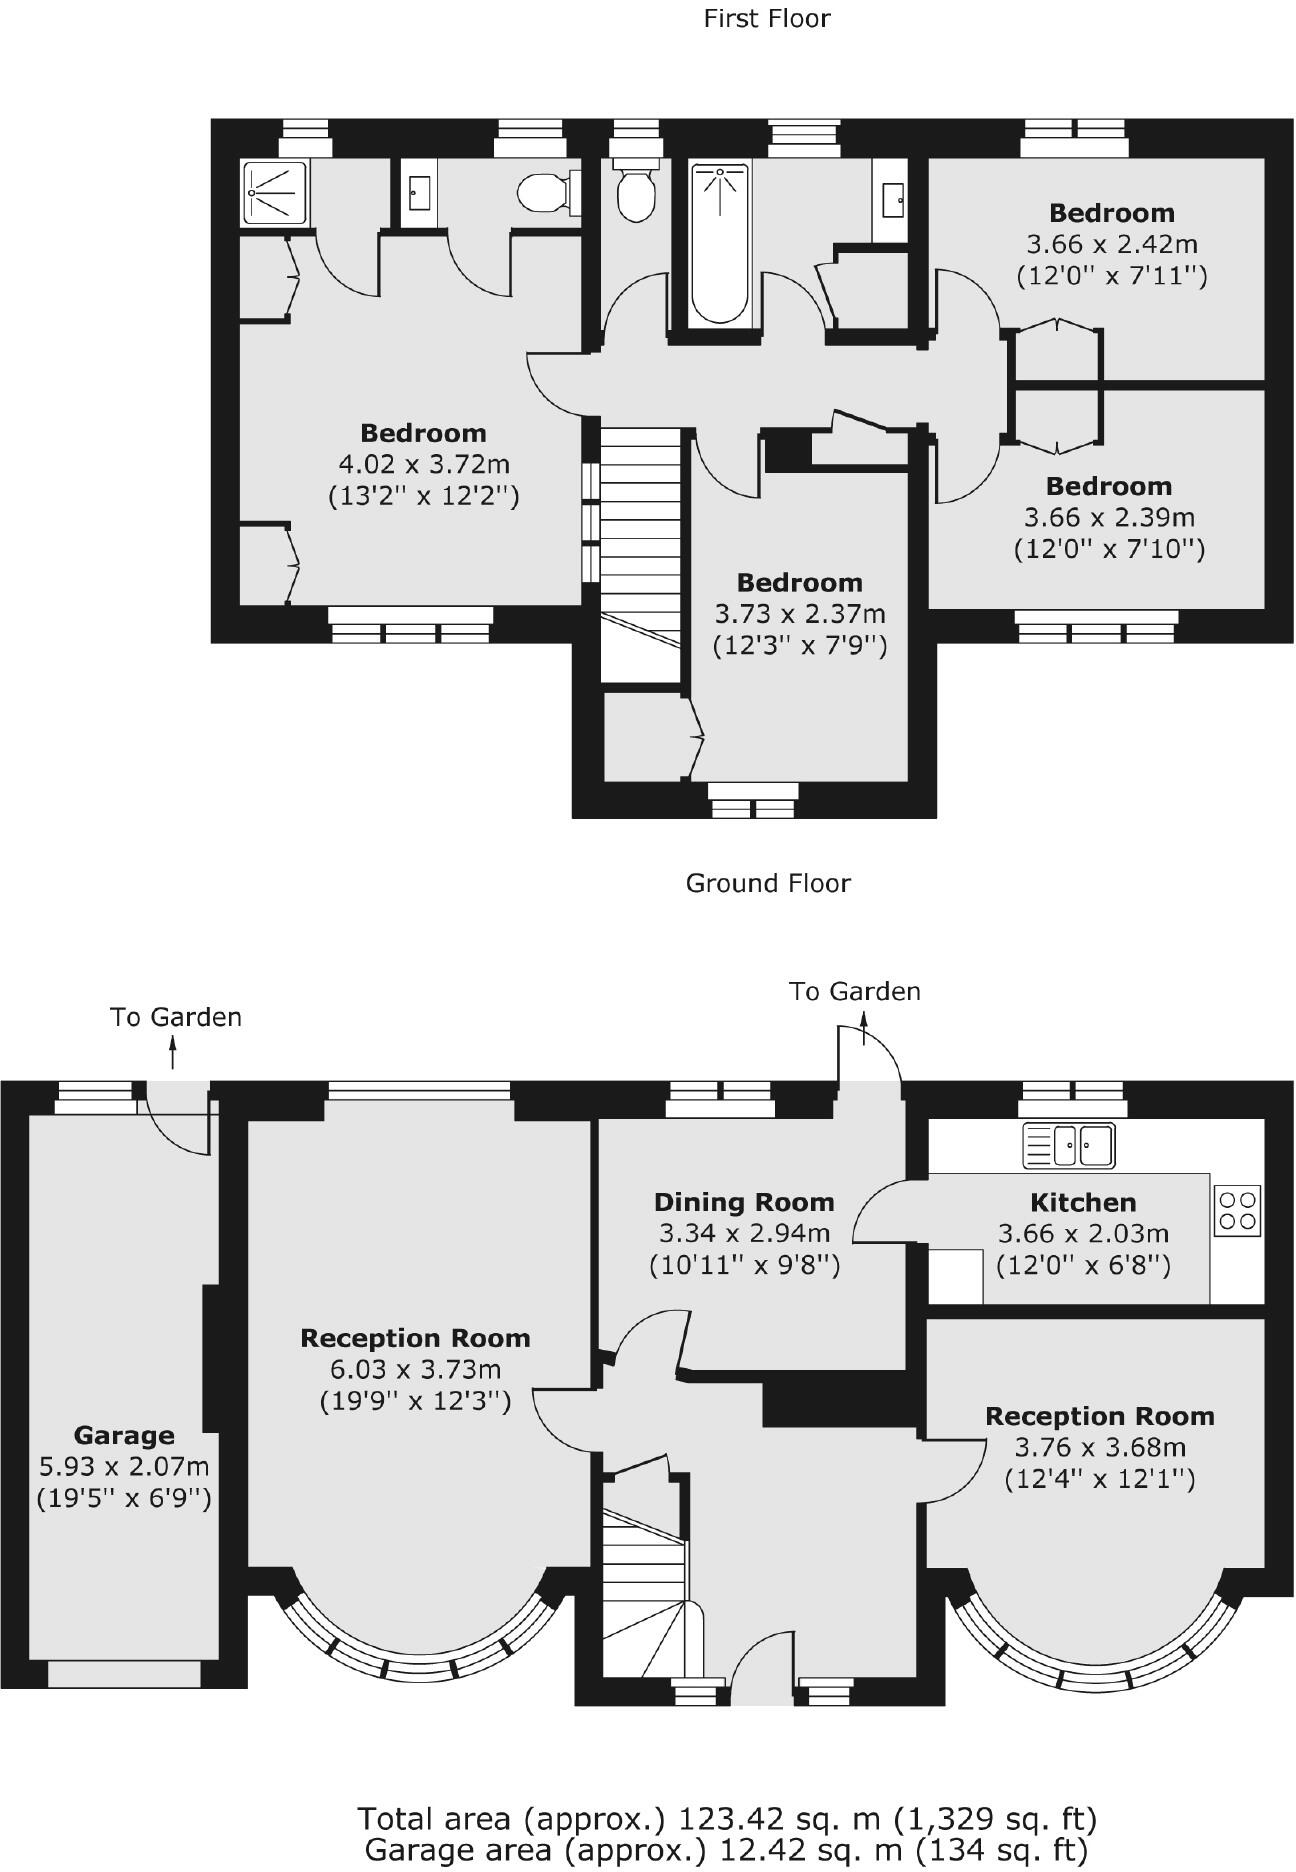 First Floor
Bedroom
3.66 x 2.42m
(12'0" x 7'11")
Bedroom
4.02 x 3.72m
(13'2" x 12'2")
Bedroom
3.66 x 2.39m
(12'0" x 7'10")
Bedroom
3.73 x 2.37m
(12'3" x 7'9")
Ground Floor
To Garden
To Garden
Dining Room
3.34 x 2.94m
(10'11" x 9'8")
Kitchen
3.66 x 2.03m
(12'0" x 6'8")
Reception Room
6.03 x 3.73m
(19'9" x 12'3")
Garage
5.93 x 2.07m
(19'5" x 6'9")
Reception Room
3.76 x 3.68m
(12'4" x 12'1")
Total area (approx.) 123.42 sq. m (1,329 sq. ft)
Garage area (approx.) 12.42 sq. m (134 sq. ft)